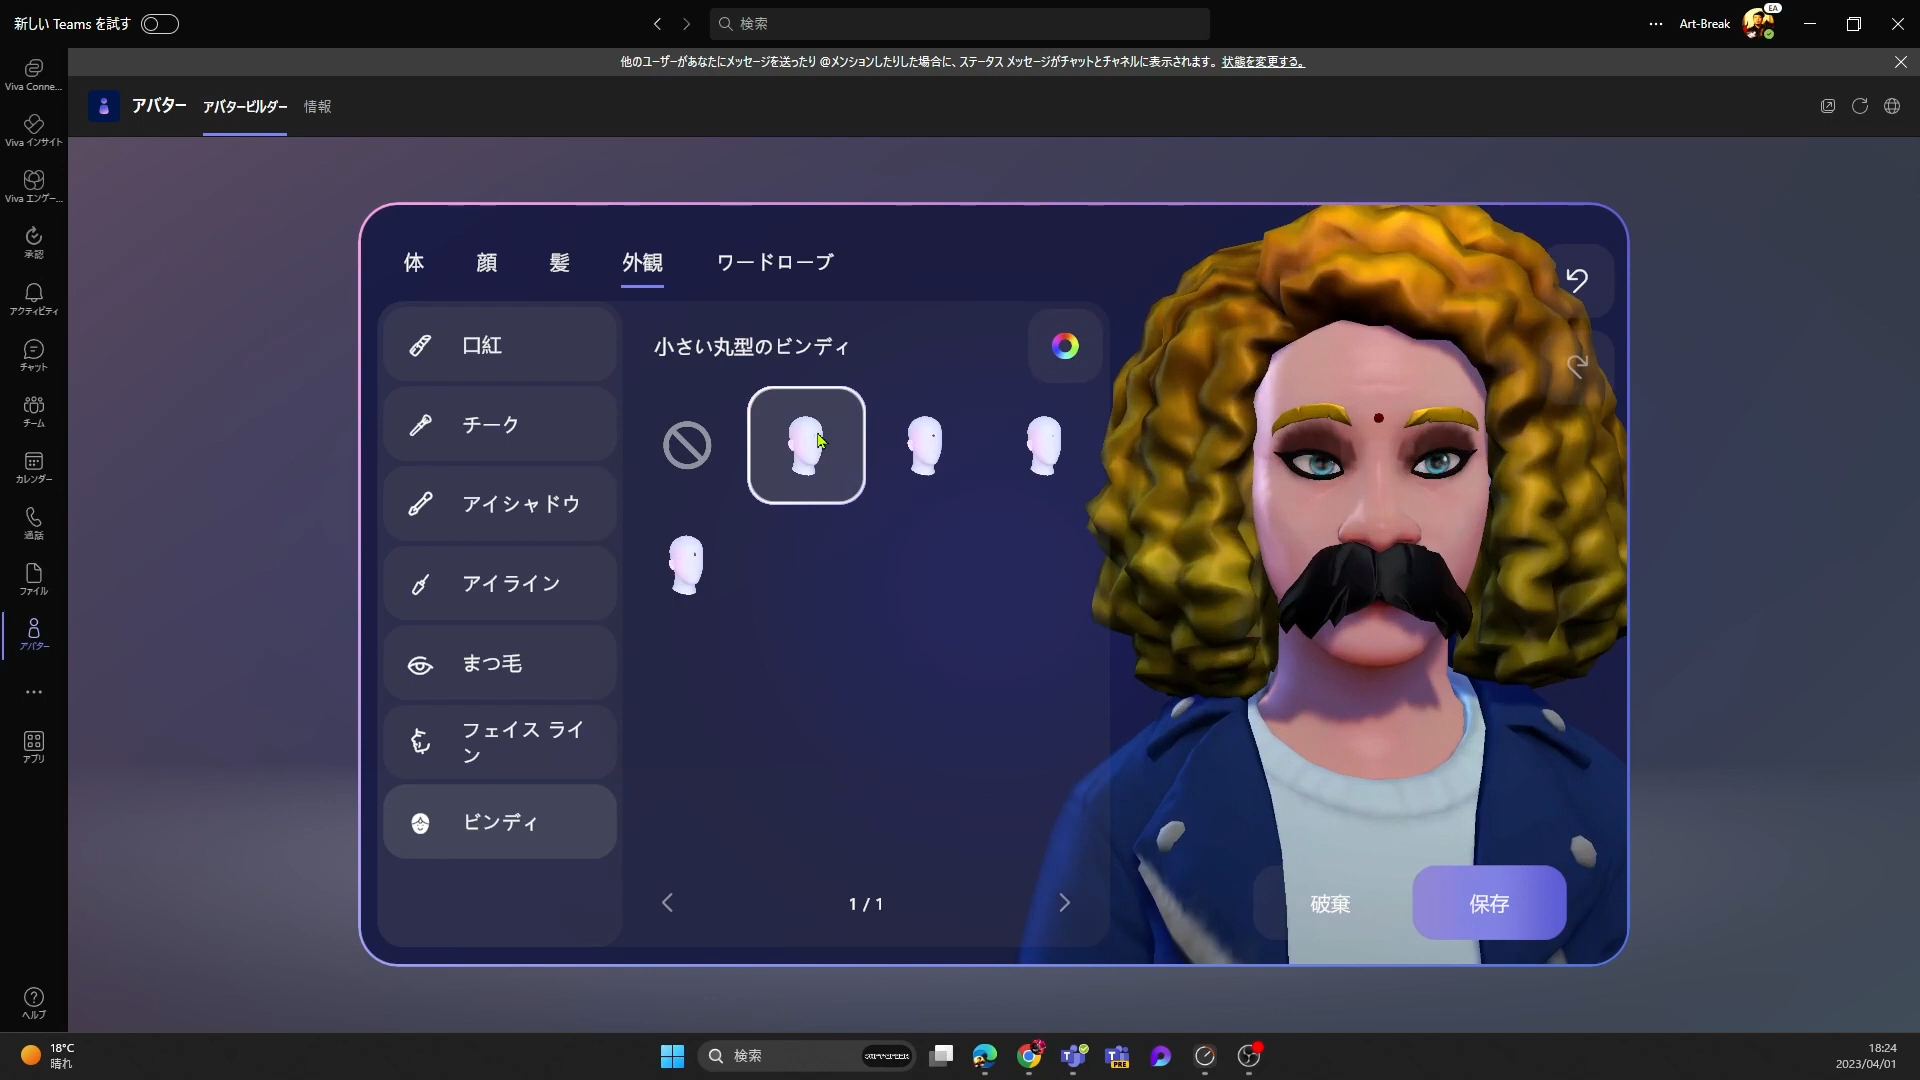 新しい Teams を試す
検索
Art-Break
EA
他のユーザーがあなたにメッセージを送ったり @メンションしたりした場合に、ステータス メッセージがチャットとチャネルに表示されます。 状態を変更する。
アバター
アバタービルダー
情報
Viva Conne...
Viva インサイト
Viva エンゲー...
承認
アクティビティ
チャット
チーム
カレンダー
通話
ファイル
アバター
アプリ
ヘルプ
体
顔
髪
外観
ワードローブ
口紅
チーク
アイシャドウ
アイライン
まつ毛
フェイス ライ
ン
ビンディ
小さい丸型のビンディ
1 / 1
破棄
保存
18°C
晴れ
検索
PRE
18:24
2023/04/01